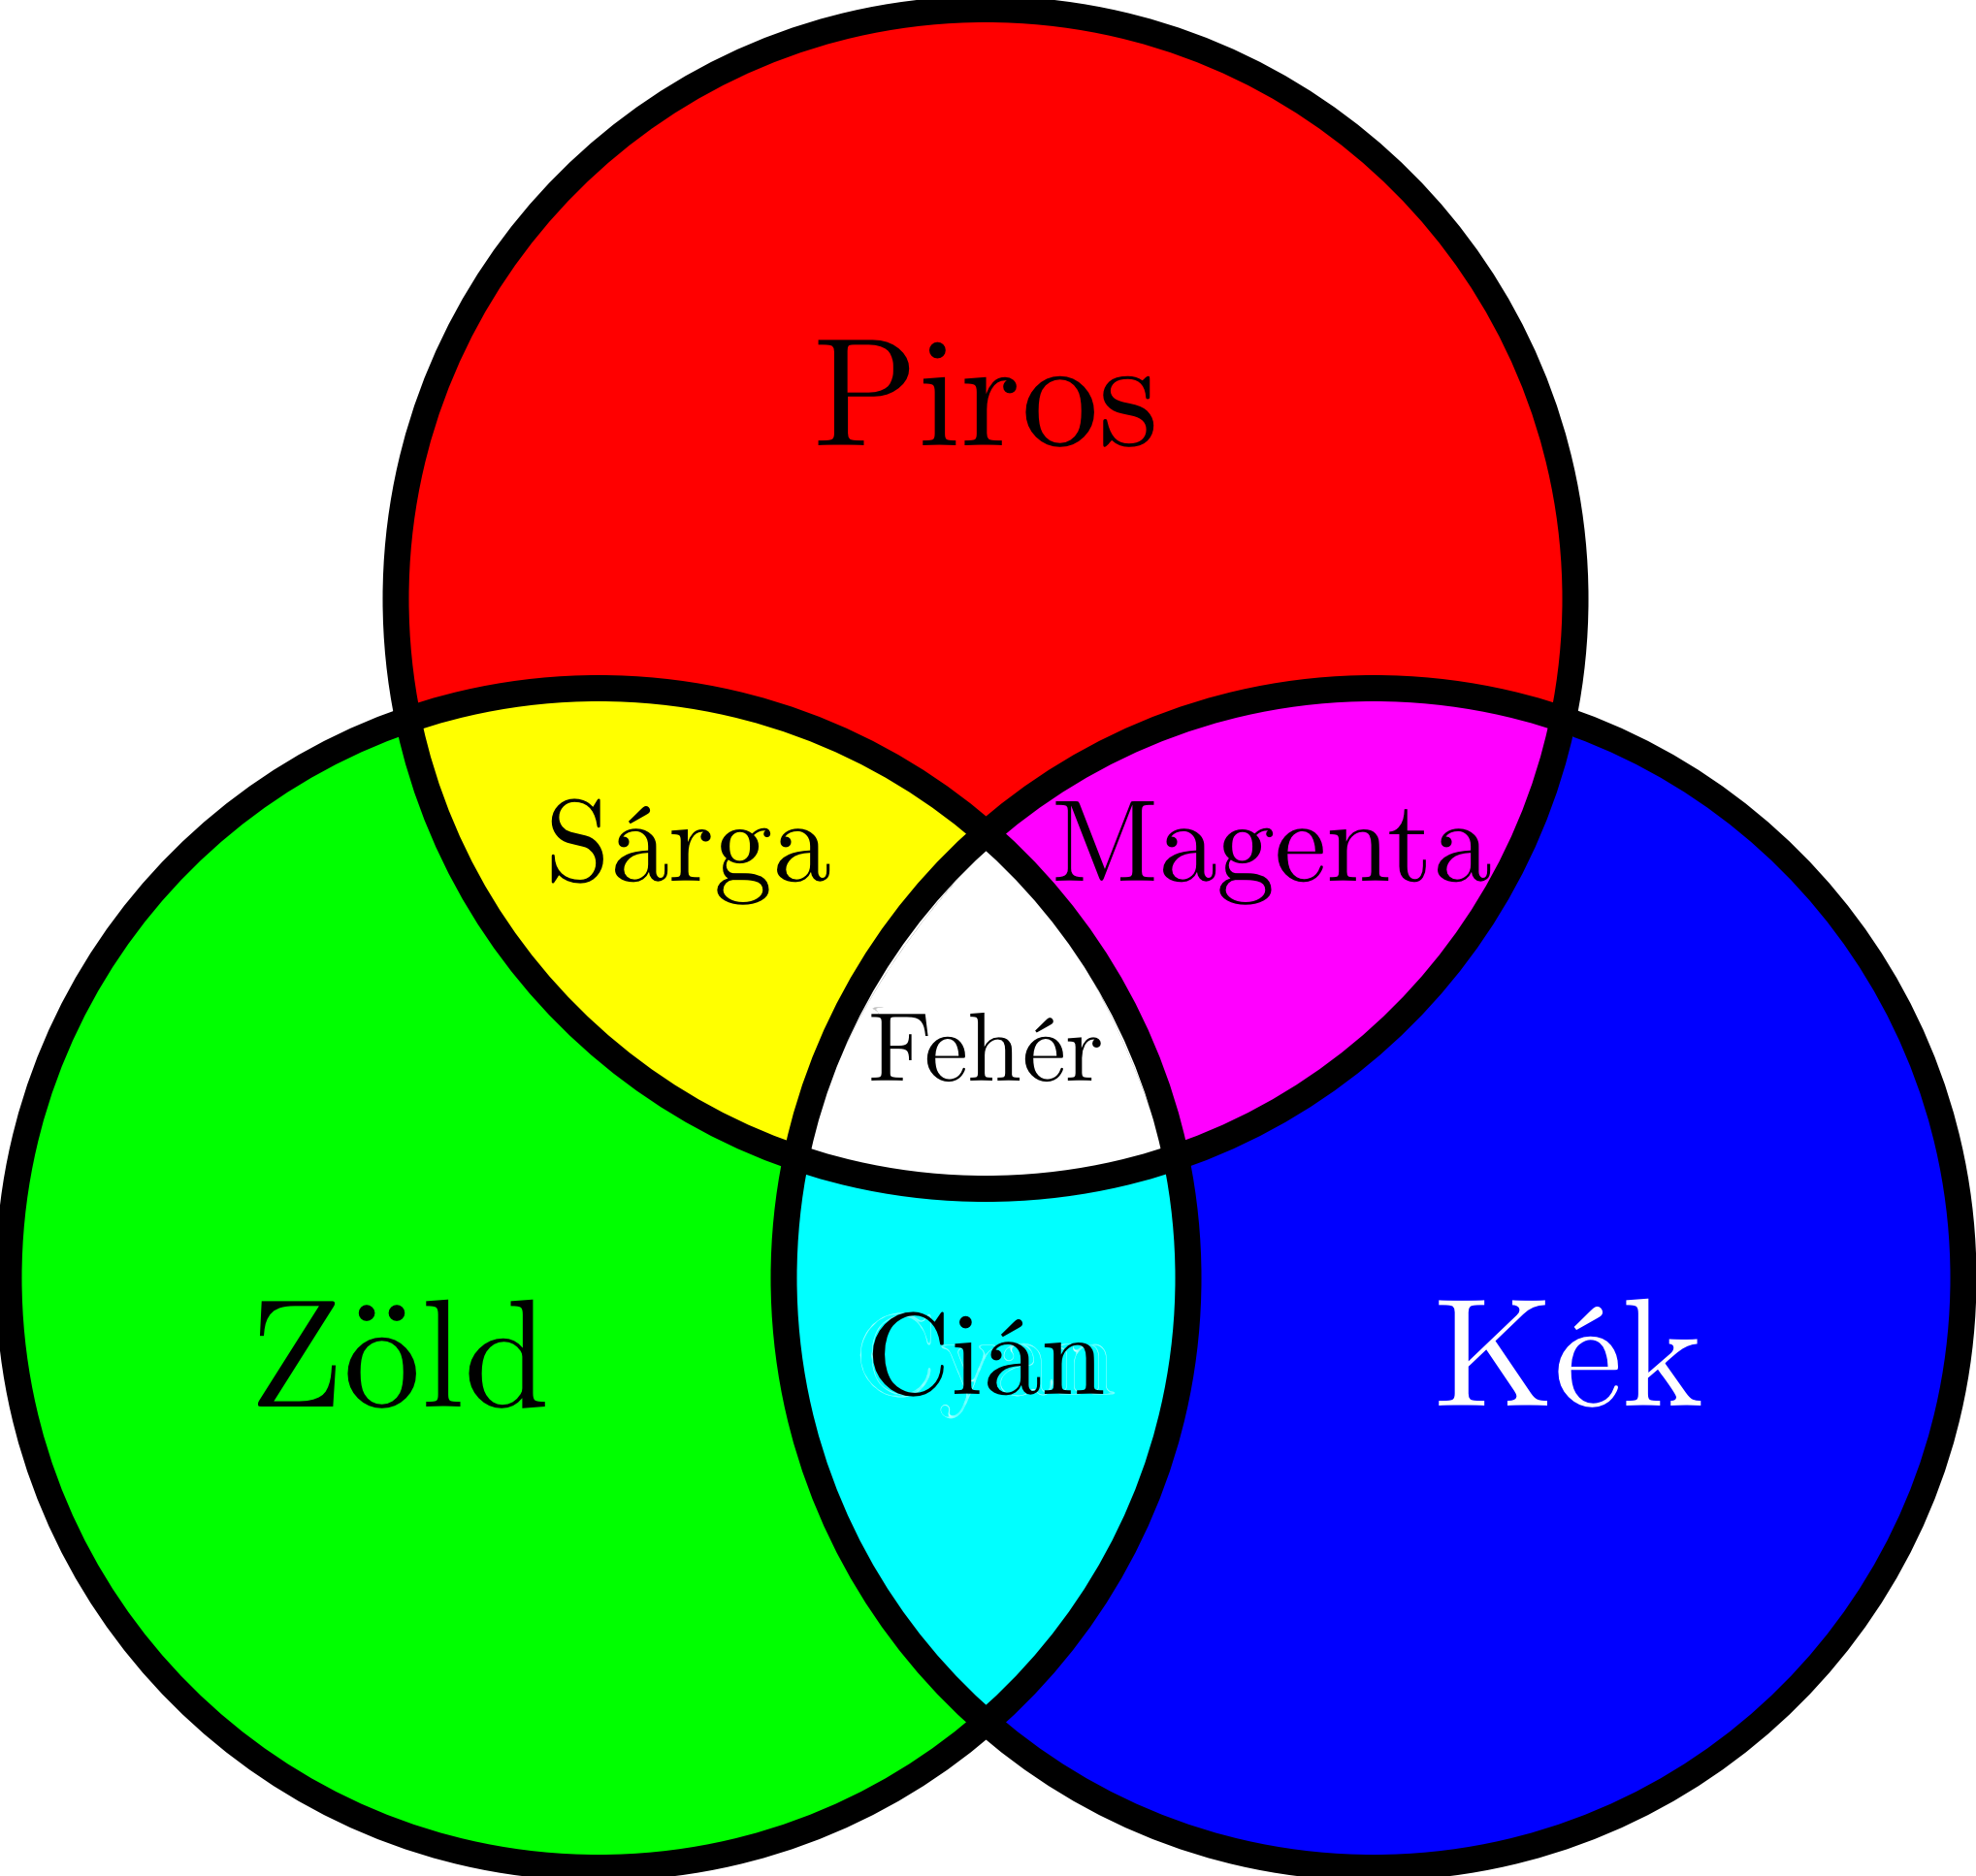 Piros
Sárga
Magenta
Fehér
Zöld
Cián
Kék